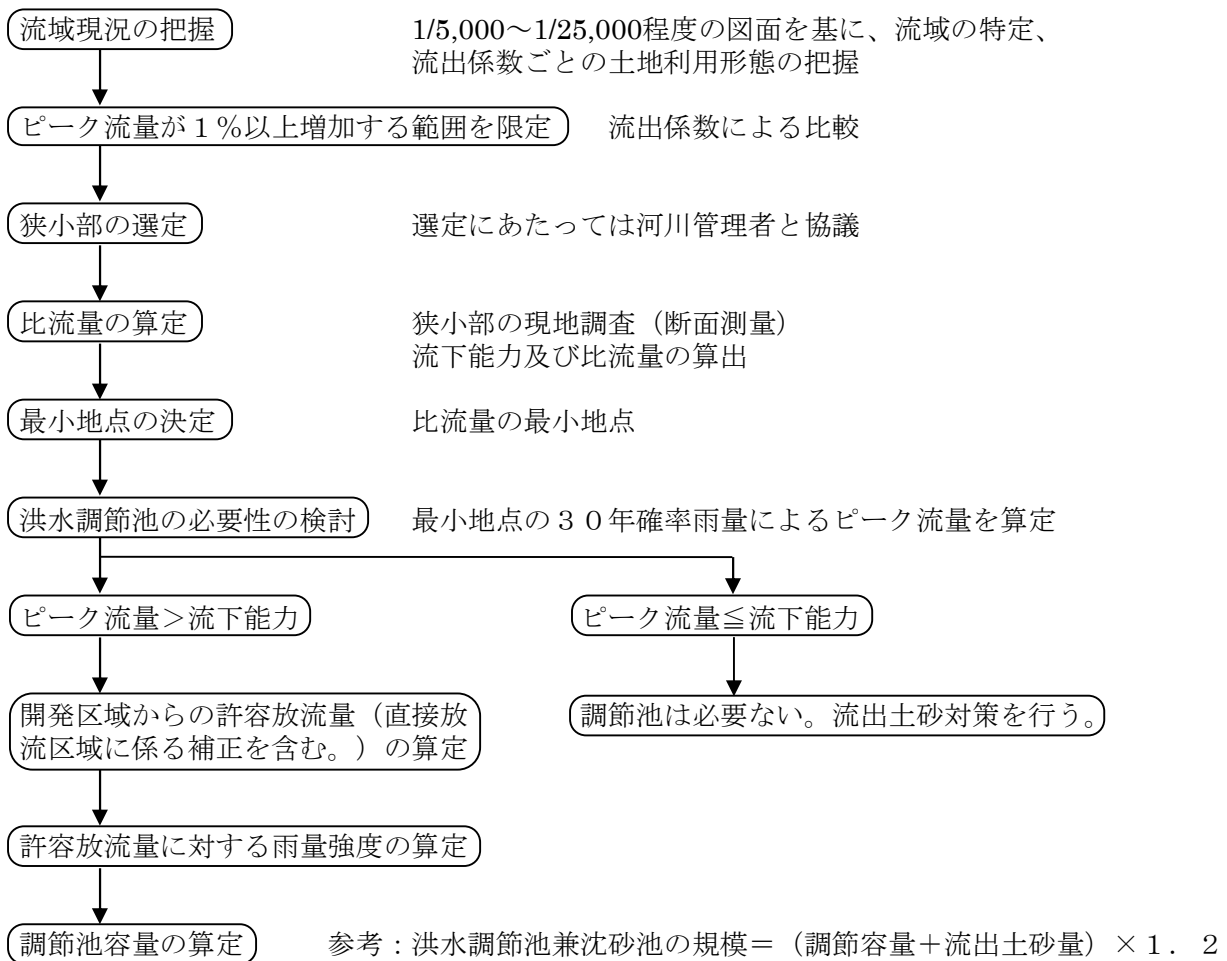 流域現況の把握
1/5,000～1/25,000程度の図面を基に、流域の特定、
流出係数ごとの土地利用形態の把握
ピーク流量が１％以上増加する範囲を限定
流出係数による比較
狭小部の選定
選定にあたっては河川管理者と協議
比流量の算定
狭小部の現地調査（断面測量）
流下能力及び比流量の算出
最小地点の決定
比流量の最小地点
洪水調節池の必要性の検討
最小地点の３０年確率雨量によるピーク流量を算定
ピーク流量＞流下能力
ピーク流量≦流下能力
開発区域からの許容放流量（直接放
流区域に係る補正を含む。）の算定
調節池は必要ない。流出土砂対策を行う。
許容放流量に対する雨量強度の算定
調節池容量の算定
参考：洪水調節池兼沈砂池の規模＝（調節容量＋流出土砂量）×１．２